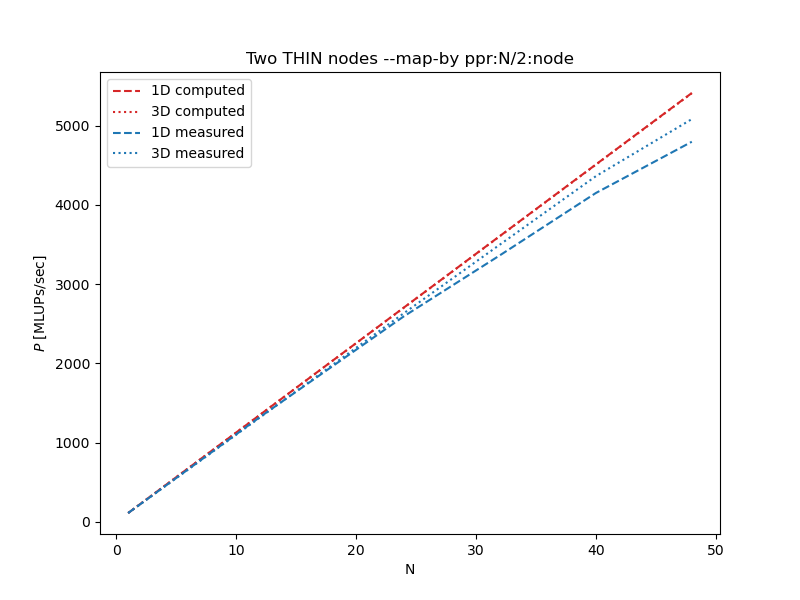 Two THIN nodes --map-by ppr:N/2:node
1D computed
3D computed
1D measured
3D measured
5000
4000
3000
2000
1000
0
P [MLUPs/sec]
0 10 20 30 40 50
N